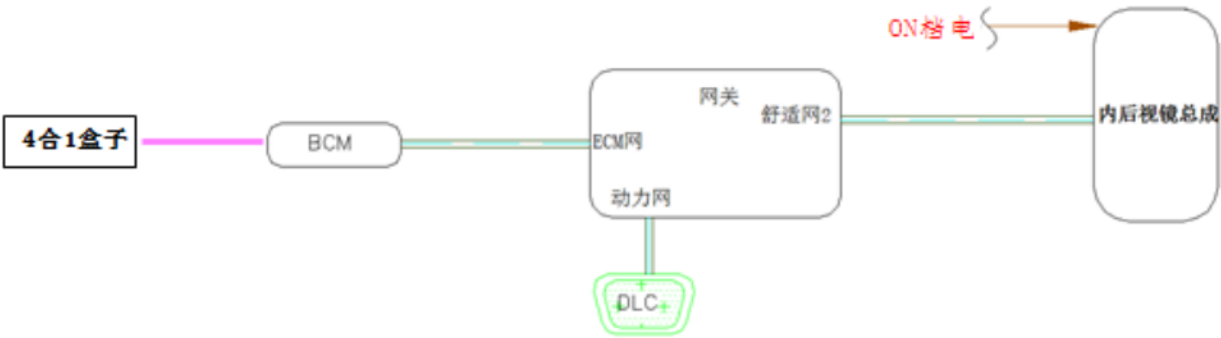 ON档电
网关
舒适网2
内后视镜总成
4合1盒子
BCM
ECM网
动力网
DLC